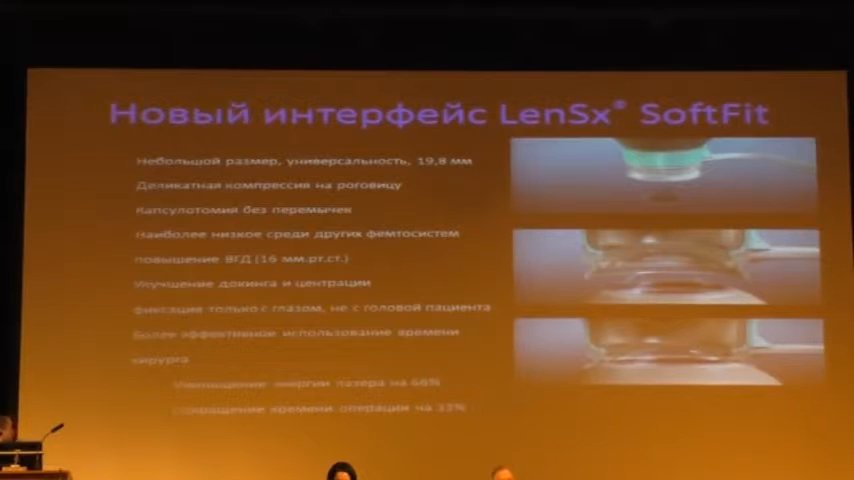 Новый интерфейс LenSx® SoftFit
Небольшой размер, универсальность, 19,8 мм
Деликатная компрессия на роговицу
Капсулотомия без перемычек
Наиболее низкое среди других фемтосистем
повышение ВГД (16 мм.рт.ст.)
Улучшение докинга и центрации
фиксация только с глазом, не с головой пациента
Более эффективное использование времени
хирурга
Уменьшение энергии лазера на
Сокращение времени операции на